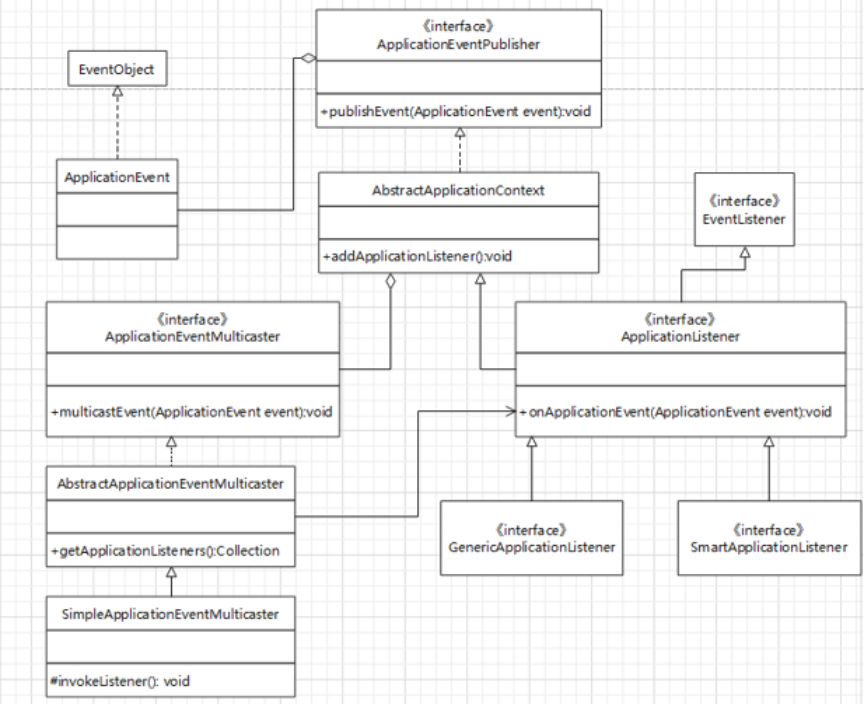 《interface》
ApplicationEventPublisher
+publishEvent(ApplicationEvent event):void
EventObject
ApplicationEvent
AbstractApplicationContext
+addApplicationListener():void
《interface》
EventListener
《interface》
ApplicationEventMulticaster
+multicastEvent(ApplicationEvent event):void
《interface》
ApplicationListener
+onApplicationEvent(ApplicationEvent event):void
AbstractApplicationEventMulticaster
+getApplicationListeners():Collection
《interface》
GenericApplicationListener
《interface》
SmartApplicationListener
SimpleApplicationEventMulticaster
#invokeListener(): void